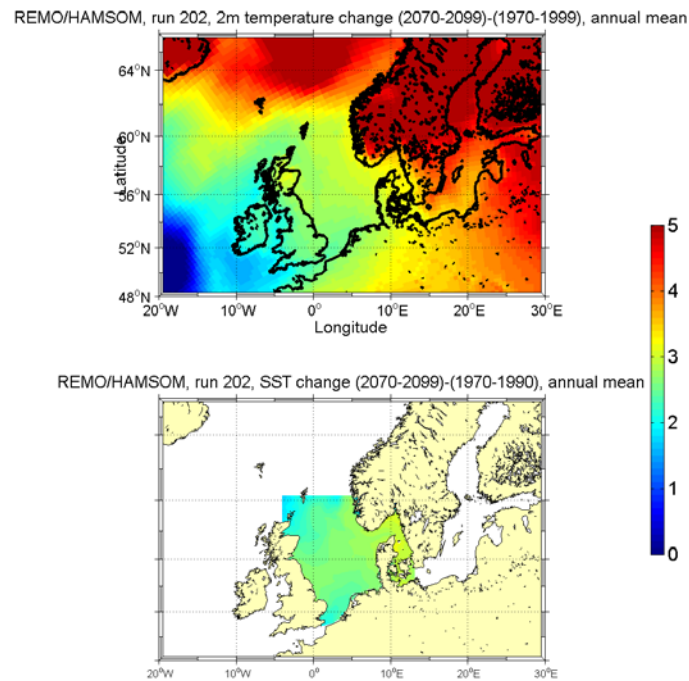 REMO/HAMSOM, run 202, 2m temperature change (2070-2099)-(1970-1999), annual mean
64°N
60°N
56°N
52°N
48°N
Latitude
20°W 10°W 0° 10°E 20°E 30°E
Longitude
5
4
3
2
1
0
REMO/HAMSOM, run 202, SST change (2070-2099)-(1970-1990), annual mean
20°W 10°W 0° 10°E 20°E 30°E